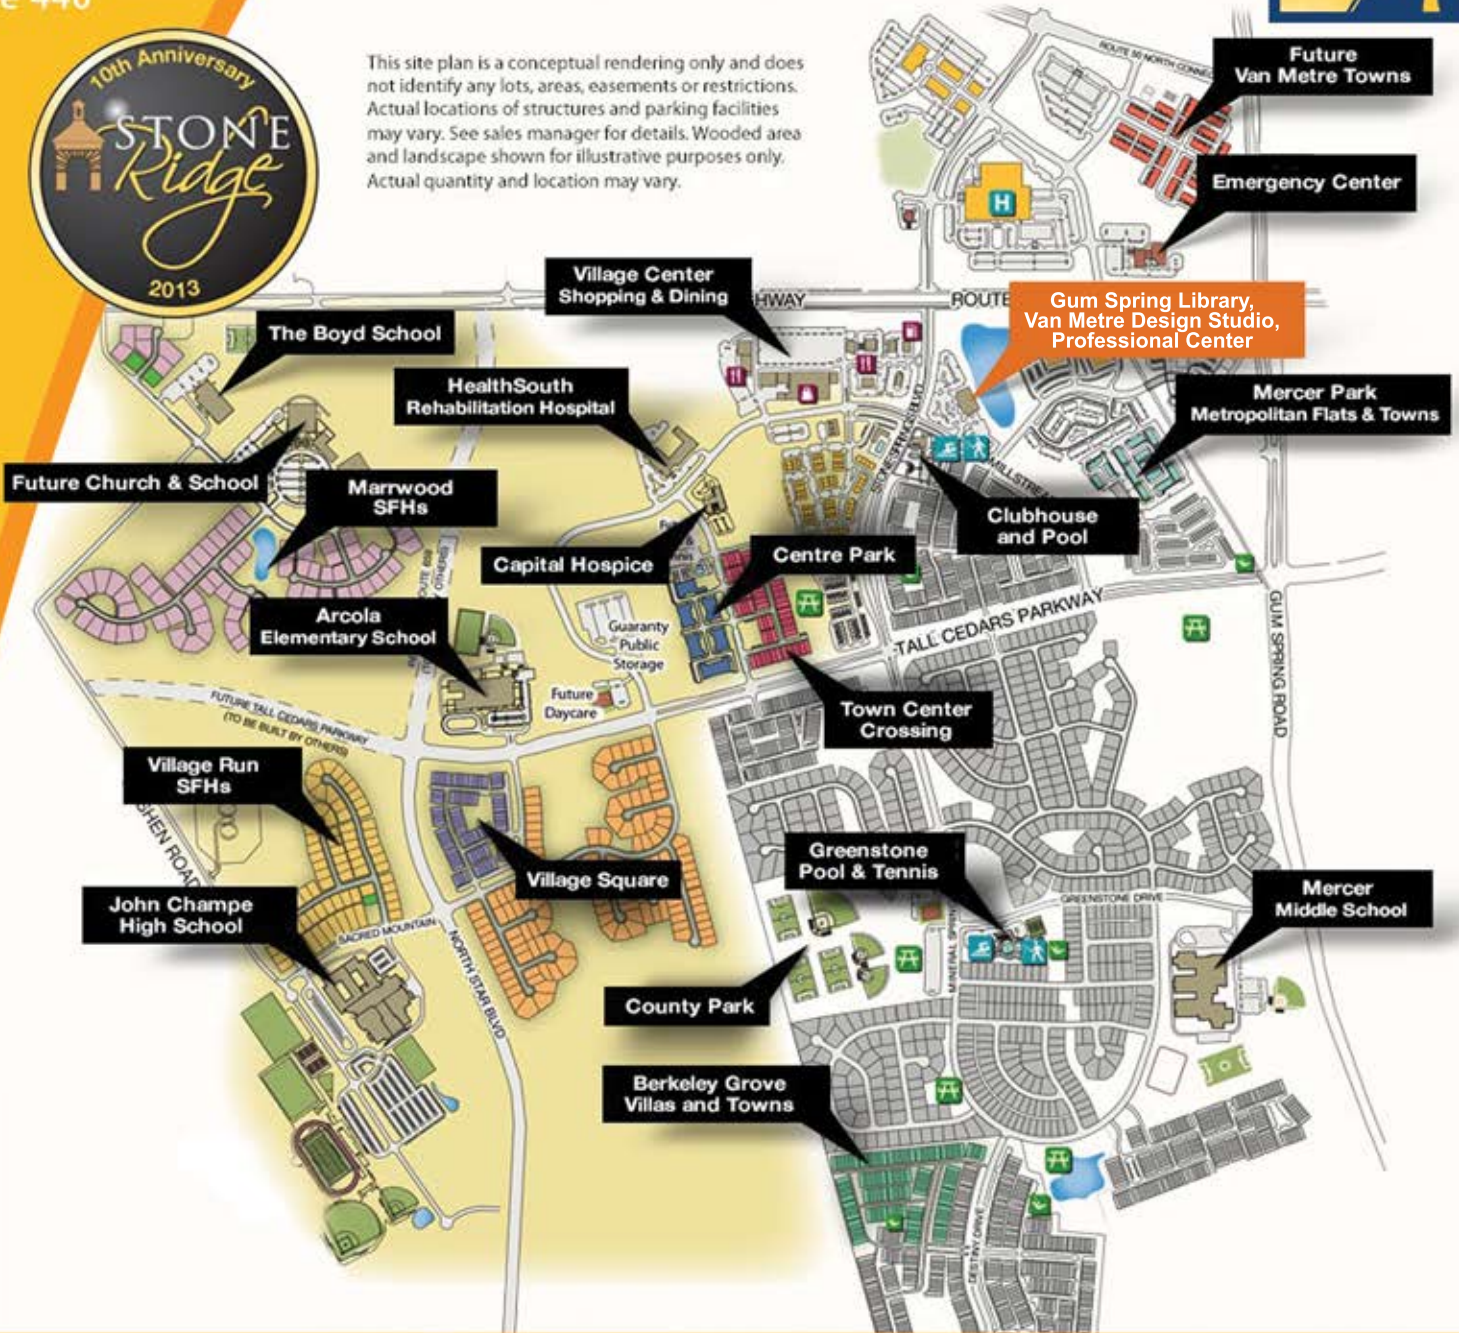 10th Anniversary
STONE
Ridge
2013
This site plan is a conceptual rendering only and does
not identify any lots, areas, easements or restrictions.
Actual locations of structures and parking facilities
may vary. See sales manager for details. Wooded area
and landscape shown for illustrative purposes only.
Actual quantity and location may vary.
ROUTE 50 NORTH
Future
Van Metre Towns
Emergency Center
H
Village Center
Shopping & Dining
HWAY
ROUTE
Gum Spring Library,
Van Metre Design Studio,
Professional Center
The Boyd School
HealthSouth
Rehabilitation Hospital
Mercer Park
Metropolitan Flats & Towns
Future Church & School
Marrwood
SFHs
Clubhouse
and Pool
Capital Hospice
Centre Park
Arcola
Elementary School
Guaranty
Public
Storage
TALL CEDARS PARKWAY
GUM SPRING ROAD
Future
Daycare
FUTURE TALL CEDARS PARKWAY
(TO BE BUILT BY OTHERS)
Town Center
Crossing
Village Run
SFHs
Village Square
Greenstone
Pool & Tennis
GREENSTONE DRIVE
Mercer
Middle School
John Champe
High School
SACRED MOUNTAIN
NORTH STAR BLVD
County Park
Berkeley Grove
Villas and Towns
DESTINY DRIVE